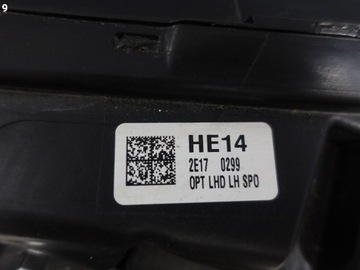 9
HE14
2E17 0299
OPT LHD LH SPO